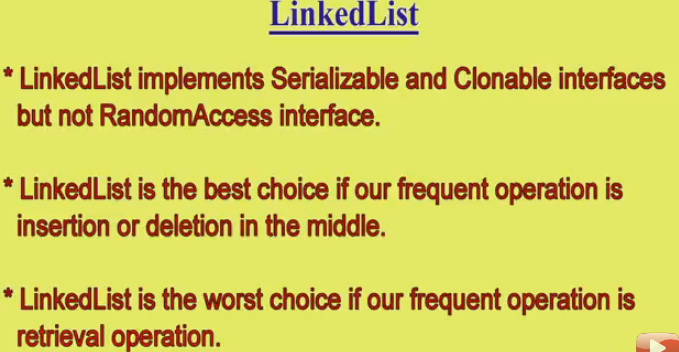 LinkedList
* LinkedList implements Serializable and Clonable interfaces
but not RandomAccess interface.
* LinkedList is the best choice if our frequent operation is
insertion or deletion in the middle.
* LinkedList is the worst choice if our frequent operation is
retrieval operation.